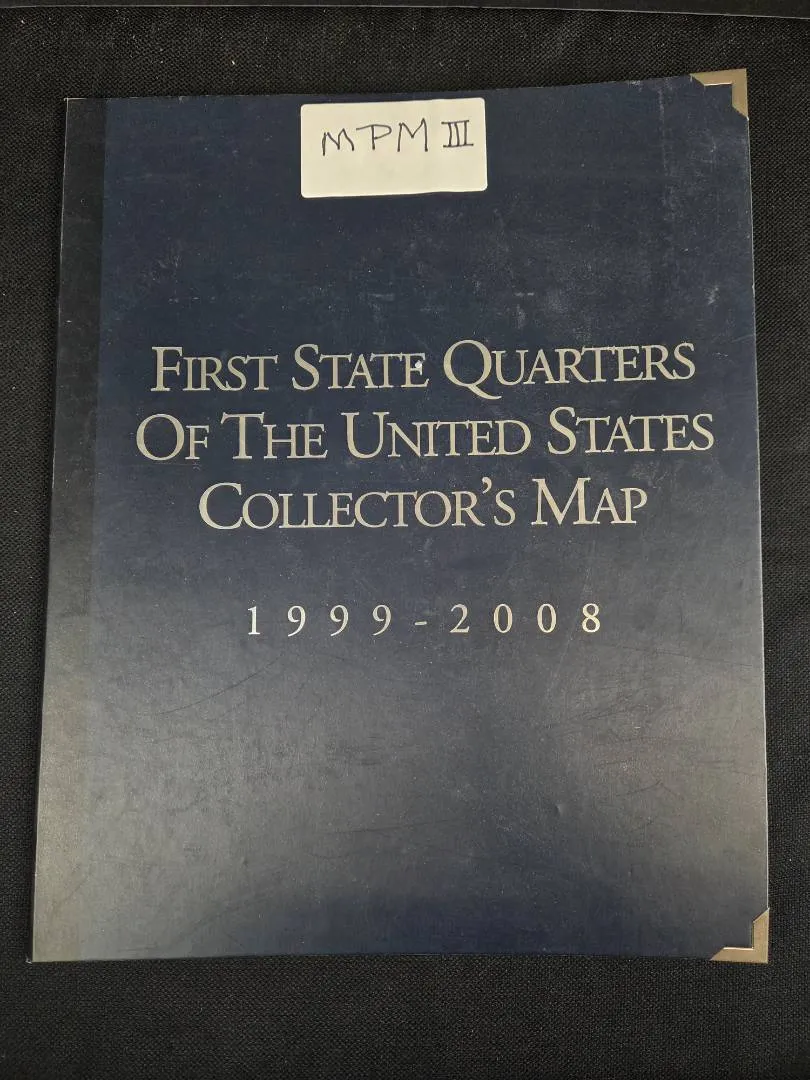 MPM III
First State Quarters
Of The United States
Collector's Map
1999-2008